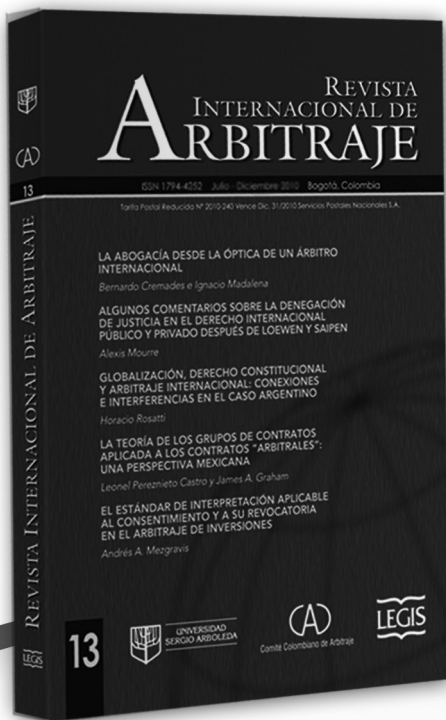 REVISTA
INTERNACIONAL DE
ARBITRAJE
ISSN 1794-4252 Julio - Diciembre 2010 Bogotá, Colombia
Tarifa Postal Reducida Nº 2010-240 Vence Dic. 31/2010 Servicios Postales Nacionales S.A.
LA ABOGACÍA DESDE LA ÓPTICA DE UN ÁRBITRO
INTERNACIONAL
Bernardo Cremades e Ignacio Madalena
ALGUNOS COMENTARIOS SOBRE LA DENEGACIÓN
DE JUSTICIA EN EL DERECHO INTERNACIONAL
PÚBLICO Y PRIVADO DESPUÉS DE LOEWEN Y SAIPEN
Alexis Mourre
GLOBALIZACIÓN, DERECHO CONSTITUCIONAL
Y ARBITRAJE INTERNACIONAL: CONEXIONES
E INTERFERENCIAS EN EL CASO ARGENTINO
Horacio Rosatti
LA TEORÍA DE LOS GRUPOS DE CONTRATOS
APLICADA A LOS CONTRATOS "ARBITRALES":
UNA PERSPECTIVA MEXICANA
Leonel Pereznieto Castro y James A. Graham
EL ESTÁNDAR DE INTERPRETACIÓN APLICABLE
AL CONSENTIMIENTO Y A SU REVOCATORIA
EN EL ARBITRAJE DE INVERSIONES
Andrés A. Mezgravis
13
UNIVERSIDAD
SERGIO ARBOLEDA
CAC
Comité Colombiano de Arbitraje
LEGIS
CAC
13
REVISTA INTERNACIONAL DE ARBITRAJE
LEGIS